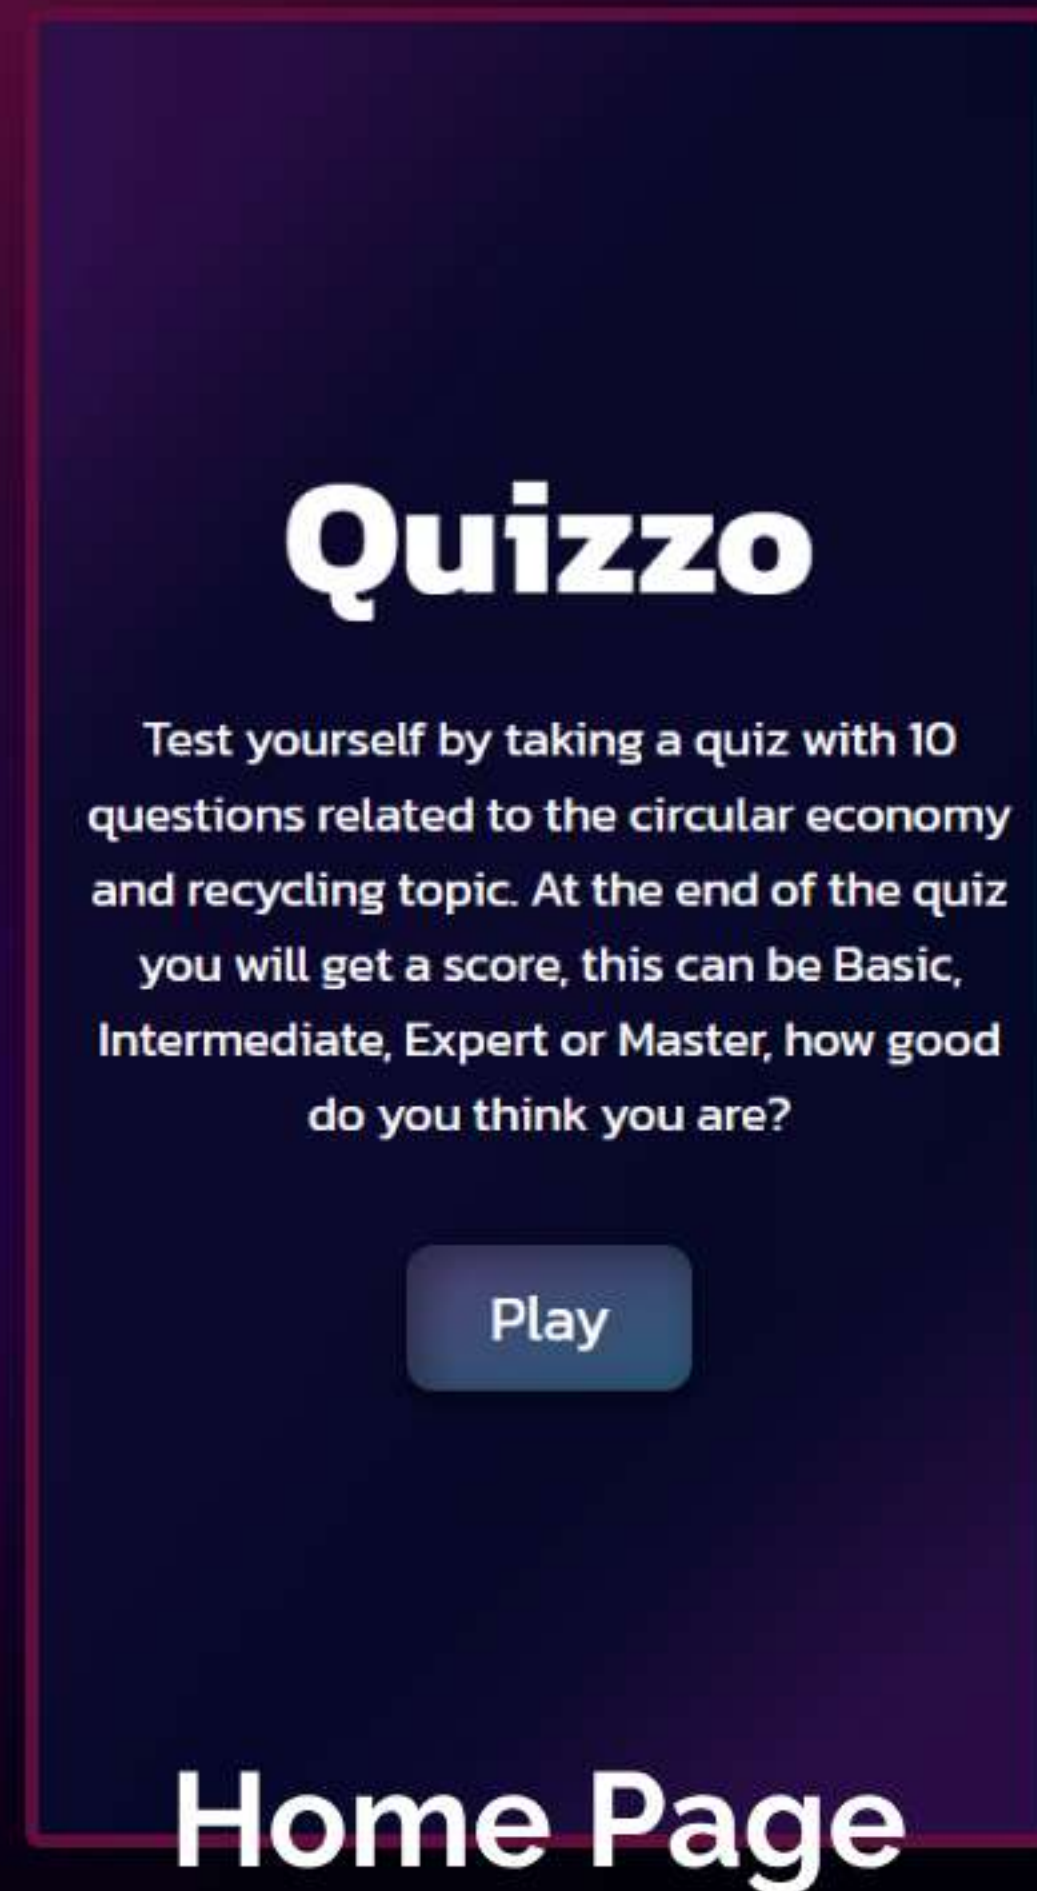 Quizzo
Test yourself by taking a quiz with 10
questions related to the circular economy
and recycling topic. At the end of the quiz
you will get a score, this can be Basic,
Intermediate, Expert or Master, how good
do you think you are?
Play
Home Page